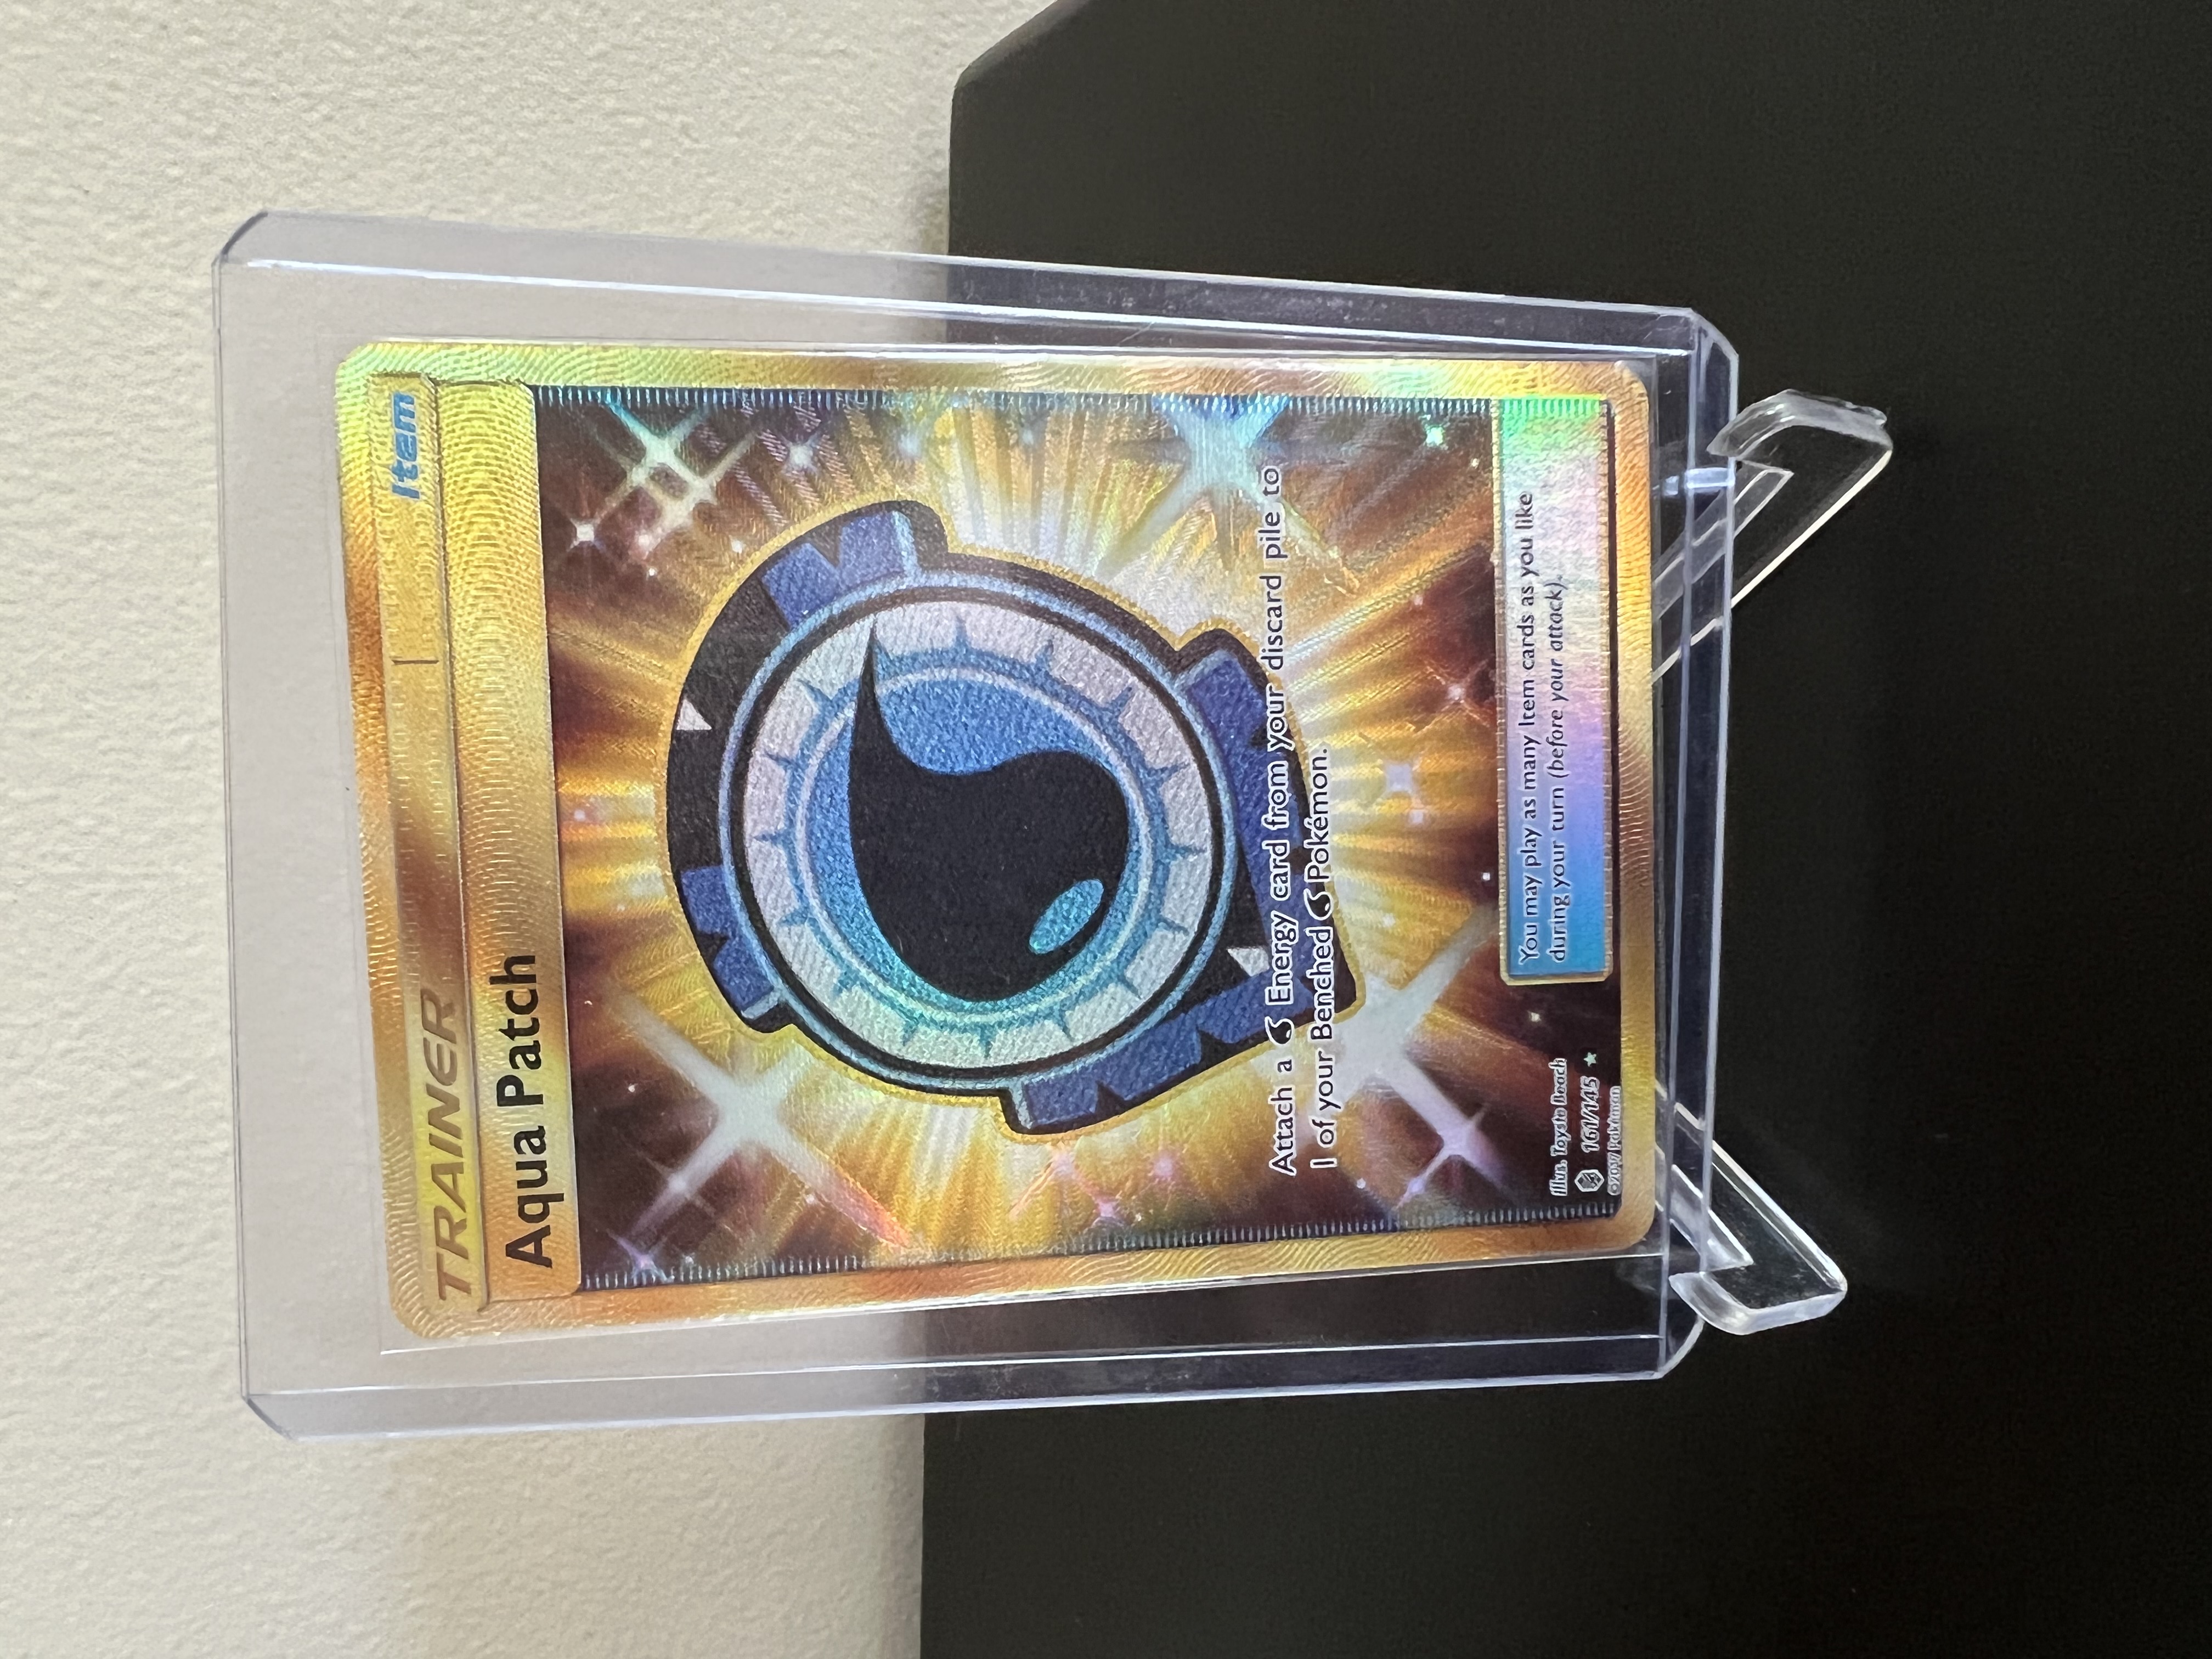 TRAINER Item
Aqua Patch
Attach a Energy card from your discard pile to
1 of your Benched Pokémon.
You may play as many Item cards as you like
during your turn (before your attack).
Illus. Toyste Beach
161/145
©2017 Pokémon